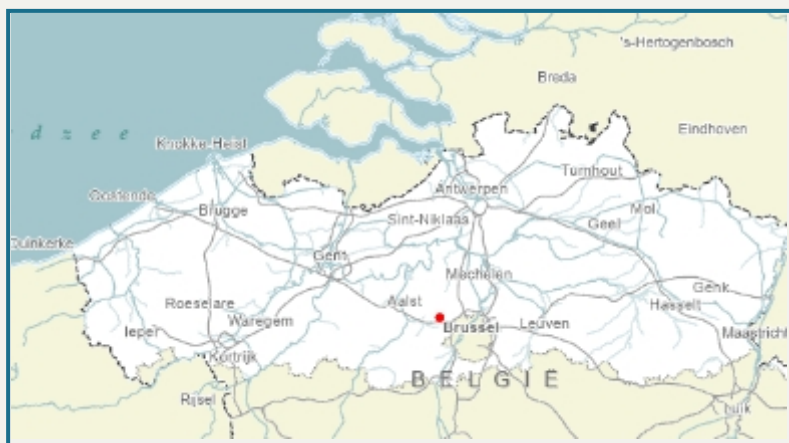 's-Hertogenbosch
Breda
d z e e
Eindhoven
Knokke-Heist
Turnhout
Antwerpen
Oostende
Brugge
Mol
Sint-Niklaas
Geel
Duinkerke
Gent
Mechelen
Genk
Roeselare
Aalst
Hasselt
Waregem
Brussel
Leuven
Ieper
Maastricht
Kortrijk
BELGIË
Rijsel
Luik